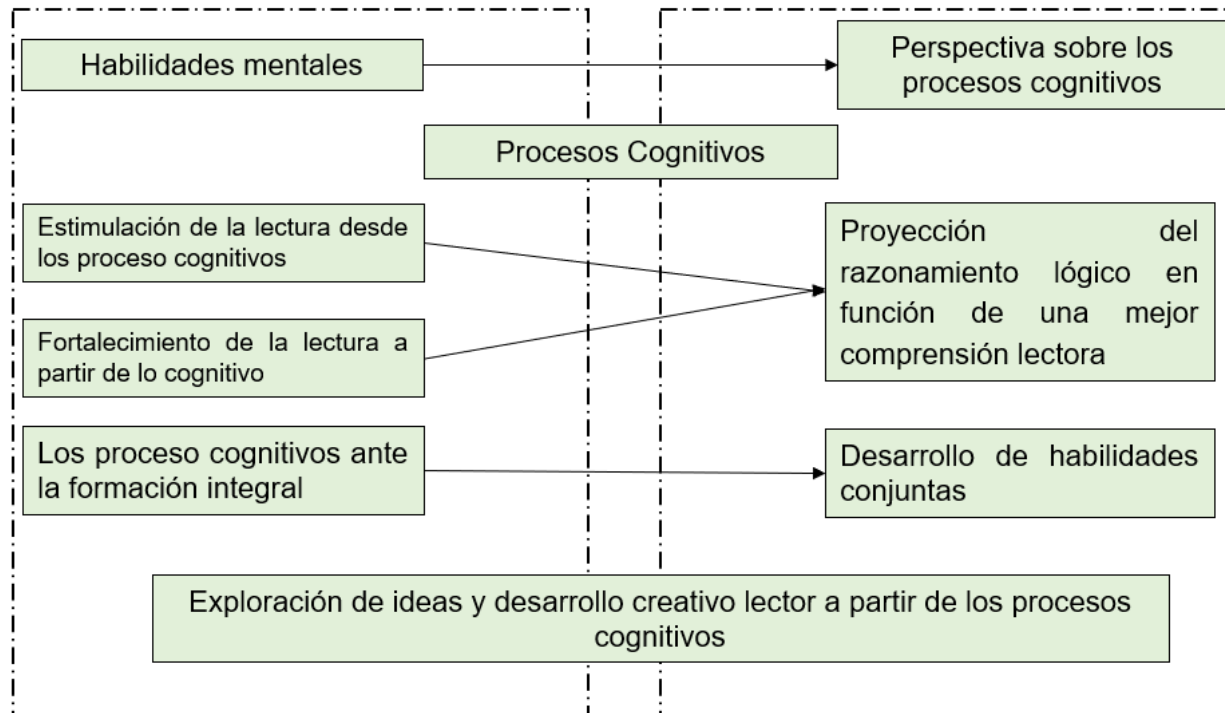 Habilidades mentales
Perspectiva sobre los
procesos cognitivos
Procesos Cognitivos
Estimulación de la lectura desde
los proceso cognitivos
Proyección del
razonamiento lógico en
función de una mejor
comprensión lectora
Fortalecimiento de la lectura a
partir de lo cognitivo
Los proceso cognitivos ante
la formación integral
Desarrollo de habilidades
conjuntas
Exploración de ideas y desarrollo creativo lector a partir de los procesos
cognitivos